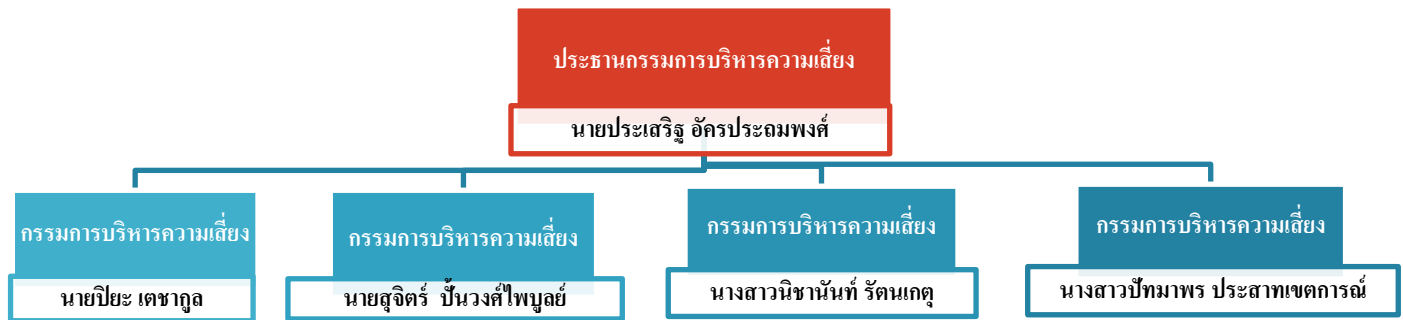 ประธานกรรมการบริหารความเสี่ยง
นายประเสริฐ อัครประถมพงศ์
กรรมการบริหารความเสี่ยง
นายปิยะ เตชากูล
กรรมการบริหารความเสี่ยง
นายสุจิตร์ ปั้นวงศ์ไพบูลย์
กรรมการบริหารความเสี่ยง
นางสาวนิชานันท์ รัตนเกตุ
กรรมการบริหารความเสี่ยง
นางสาวปัทมาพร ประสาทเขตการณ์